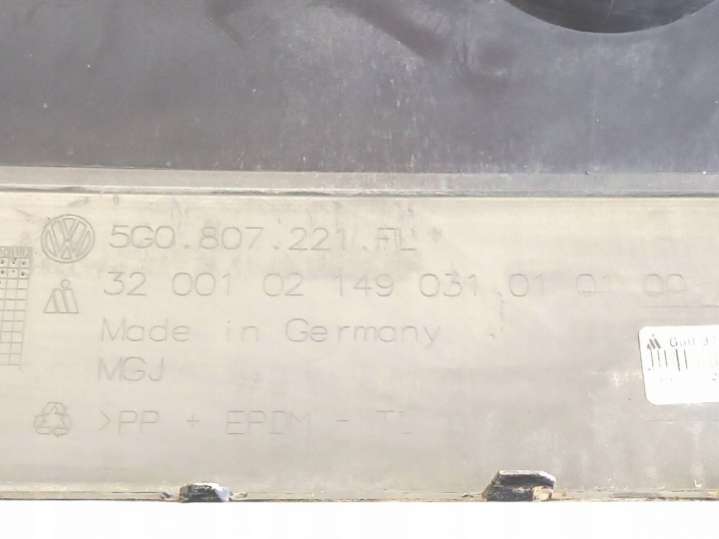 5G0.807.221.FL
32 001 02 149 031 01 01 00
Made in Germany
MGJ
>PP + EPDM -